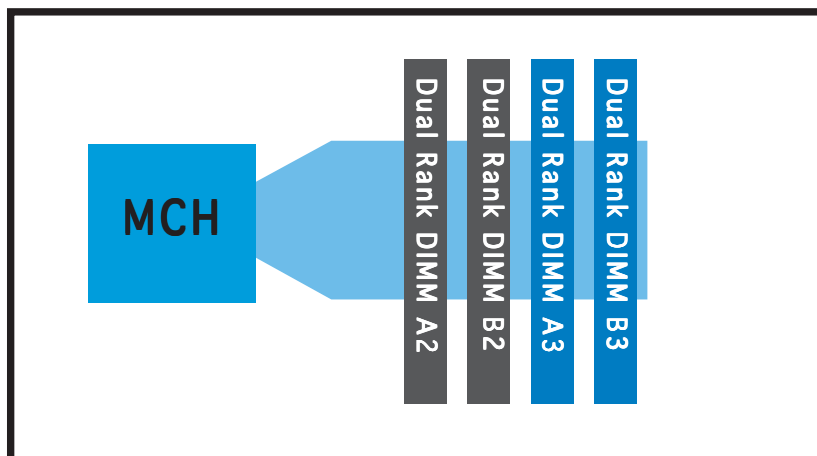 MCH
Dual Rank DIMM A2
Dual Rank DIMM B2
Dual Rank DIMM A3
Dual Rank DIMM B3